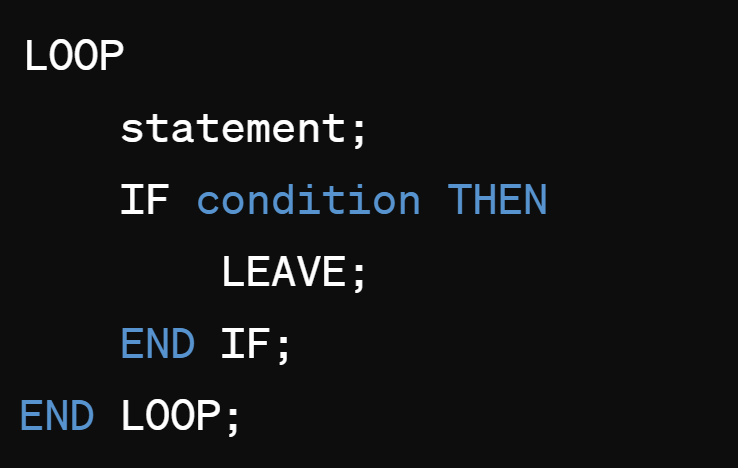 LOOP
statement;
IF condition THEN
LEAVE;
END IF;
END LOOP;